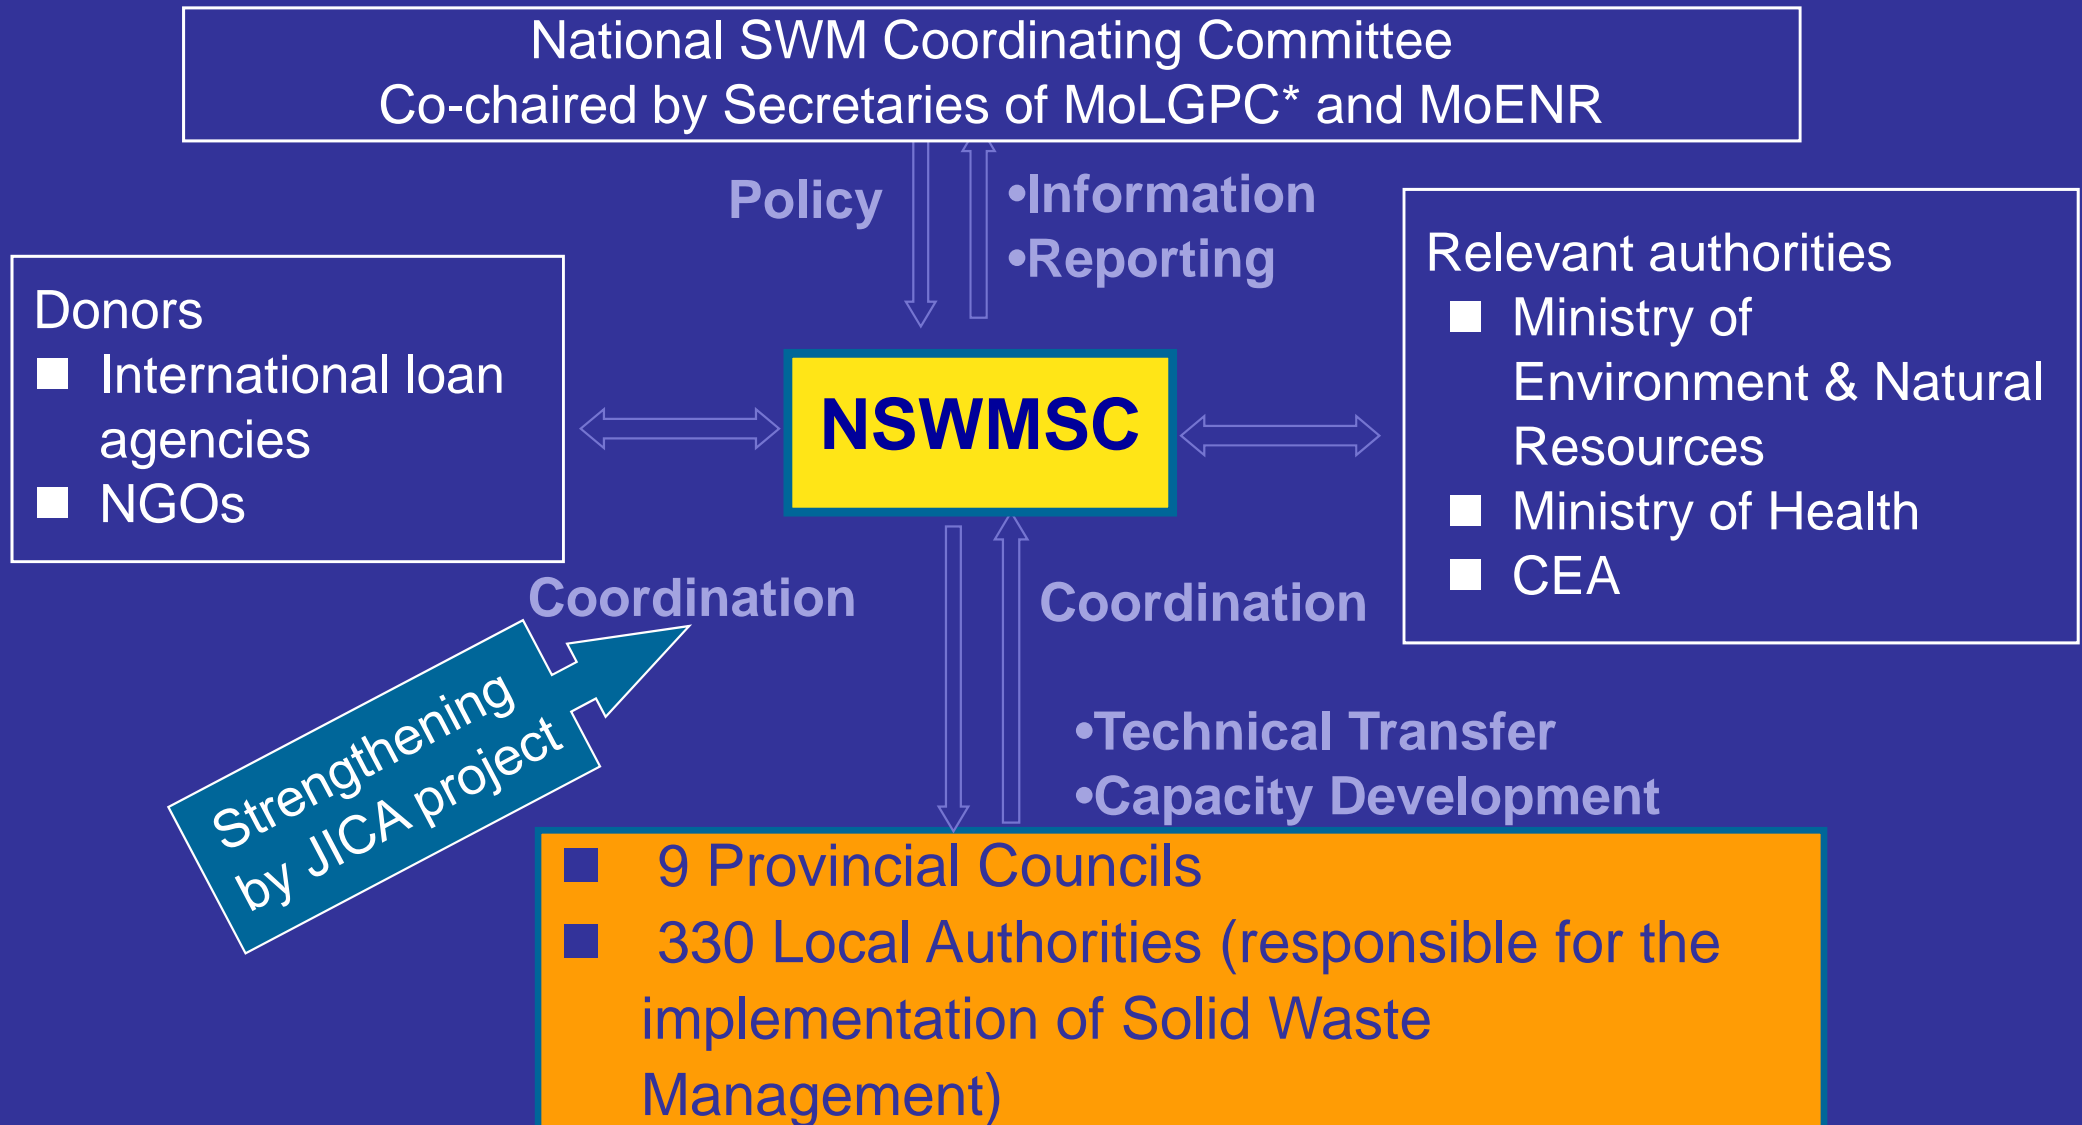 National SWM Coordinating Committee
Co-chaired by Secretaries of MoLGPC* and MoENR
Policy
•Information
•Reporting
Donors
■ International loan
agencies
■ NGOs
NSWMSC
Relevant authorities
■ Ministry of
Environment & Natural
Resources
■ Ministry of Health
■ CEA
Coordination
Coordination
Strengthening
by JICA project
•Technical Transfer
•Capacity Development
■ 9 Provincial Councils
■ 330 Local Authorities (responsible for the
implementation of Solid Waste
Management)